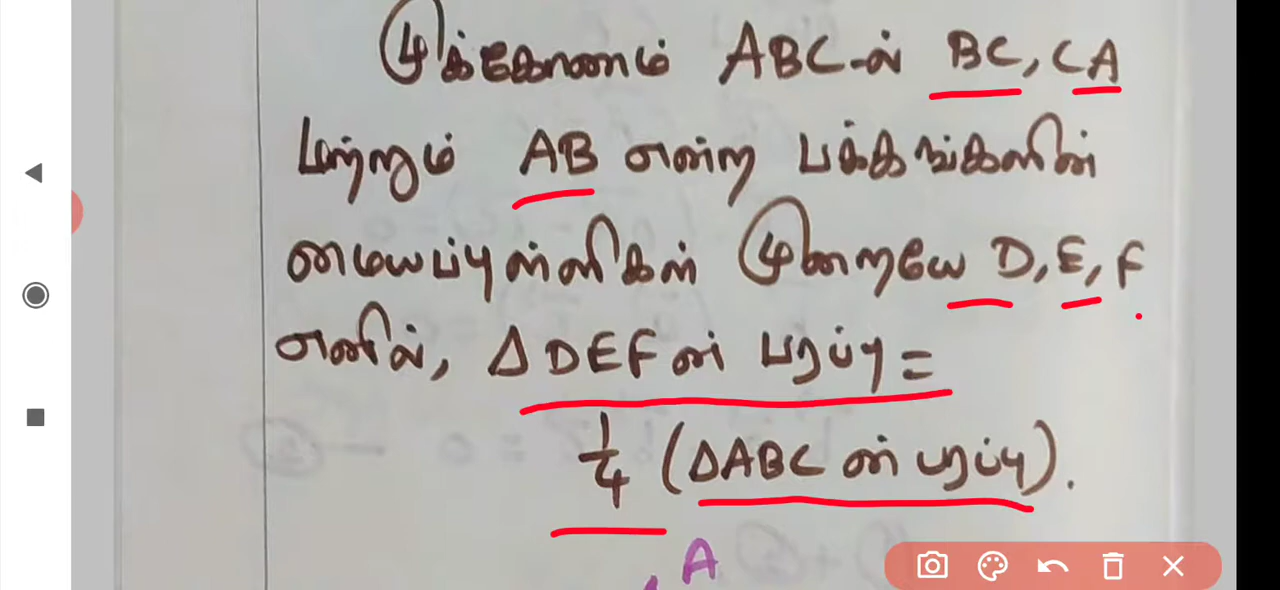 முக்கோணம் ABC-ல் BC, CA
மற்றும் AB என்ற பக்கங்களின்
மையப்புள்ளிகள் முறையே D, E, F
எனில், ΔDEF ன் பரப்பு =
1/4 (ΔABC ன் பரப்பு).
A